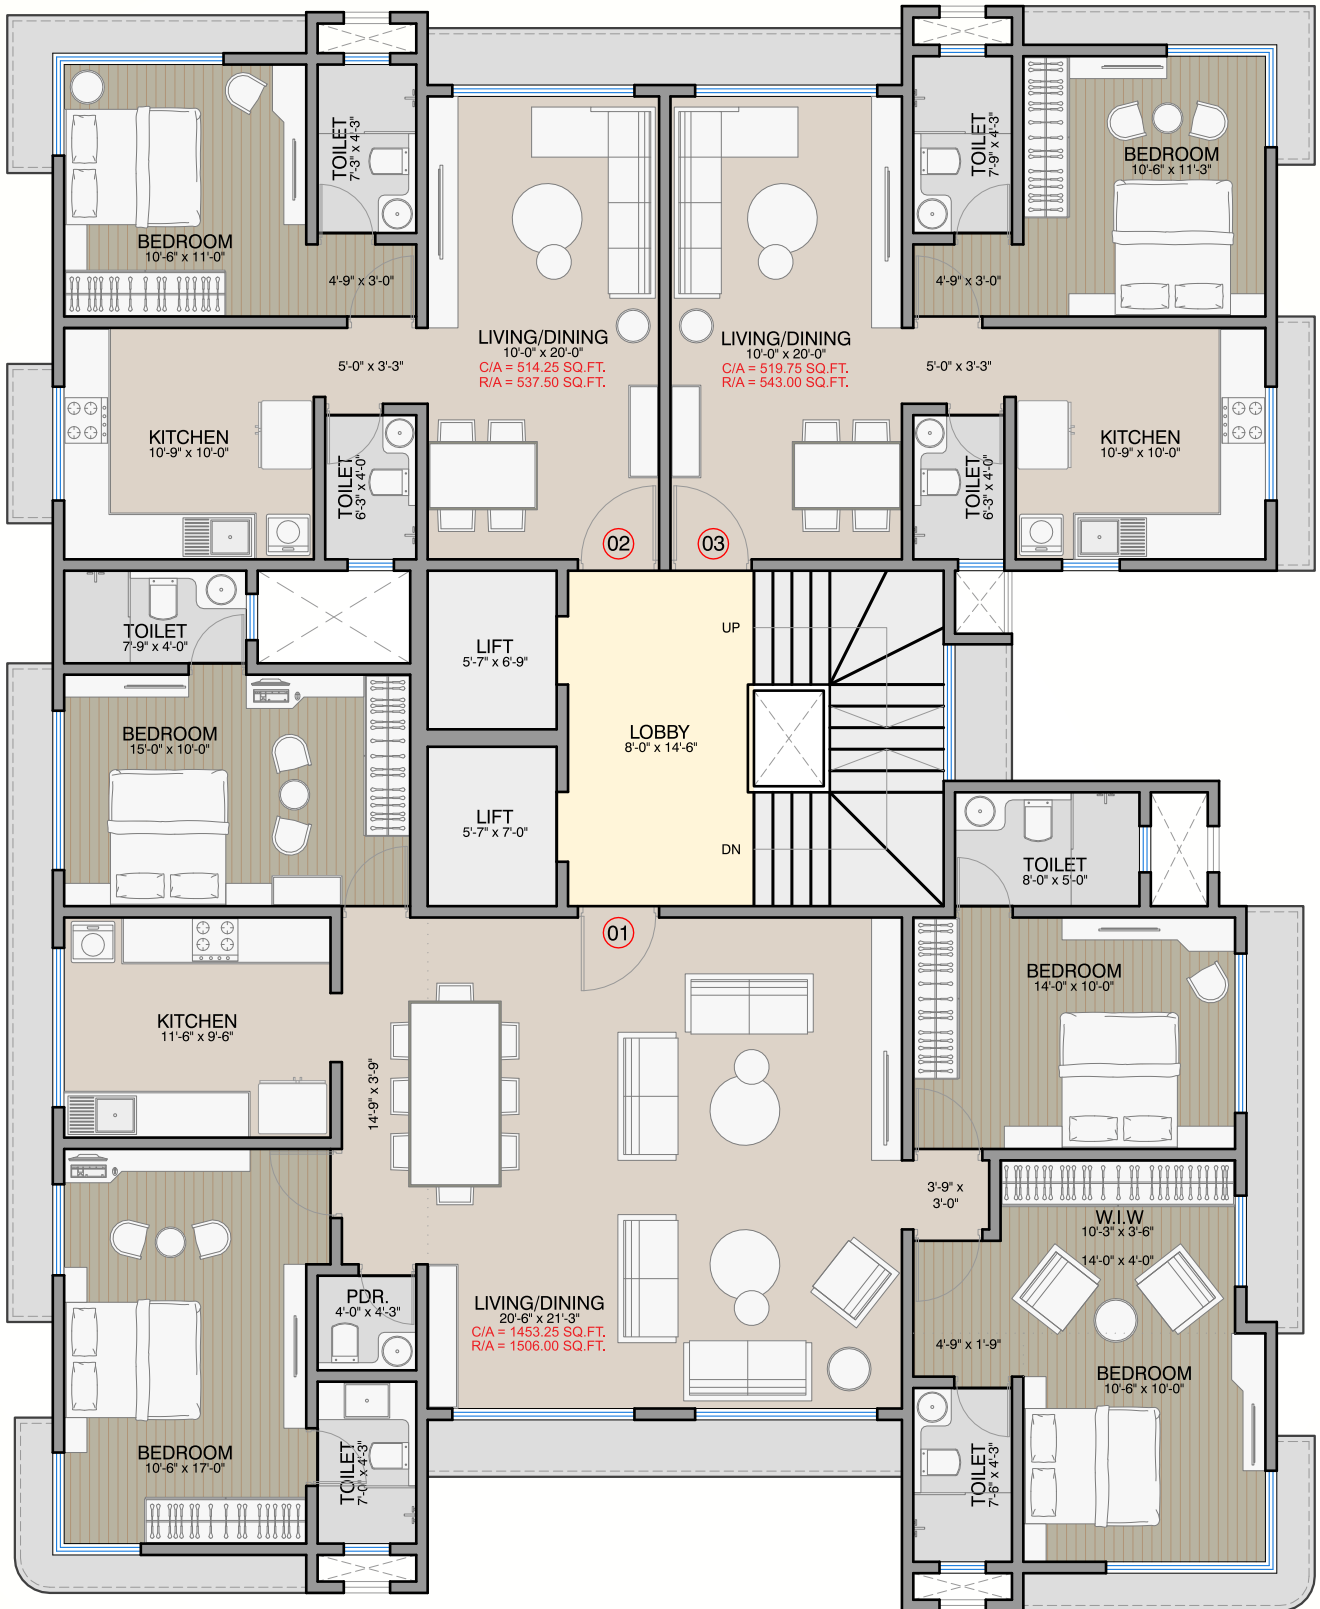 BEDROOM
10'-6" x 11'-0"
TOILET
7'-3" x 4'-3"
4'-9" x 3'-0"
LIVING/DINING
10'-0" x 20'-0"
C/A = 514.25 SQ.FT.
R/A = 537.50 SQ.FT.
LIVING/DINING
10'-0" x 20'-0"
C/A = 519.75 SQ.FT.
R/A = 543.00 SQ.FT.
TOILET
7'-9" x 4'-3"
BEDROOM
10'-6" x 11'-3"
4'-9" x 3'-0"
5'-0" x 3'-3"
5'-0" x 3'-3"
KITCHEN
10'-9" x 10'-0"
TOILET
6'-3" x 4'-0"
02
03
TOILET
6'-3" x 4'-0"
KITCHEN
10'-9" x 10'-0"
TOILET
7'-9" x 4'-0"
LIFT
5'-7" x 6'-9"
UP
LOBBY
8'-0" x 14'-6"
BEDROOM
15'-0" x 10'-0"
LIFT
5'-7" x 7'-0"
DN
TOILET
8'-0" x 5'-0"
01
BEDROOM
14'-0" x 10'-0"
KITCHEN
11'-6" x 9'-6"
14'-9" x 3'-9"
3'-9" x
3'-0"
W.I.W
10'-3" x 3'-6"
14'-0" x 4'-0"
PDR.
4'-0" x 4'-3"
LIVING/DINING
20'-6" x 21'-3"
C/A = 1453.25 SQ.FT.
R/A = 1506.00 SQ.FT.
4'-9" x 1'-9"
BEDROOM
10'-6" x 10'-0"
BEDROOM
10'-6" x 17'-0"
TOILET
7'-0" x 4'-3"
TOILET
7'-6" x 4'-3"